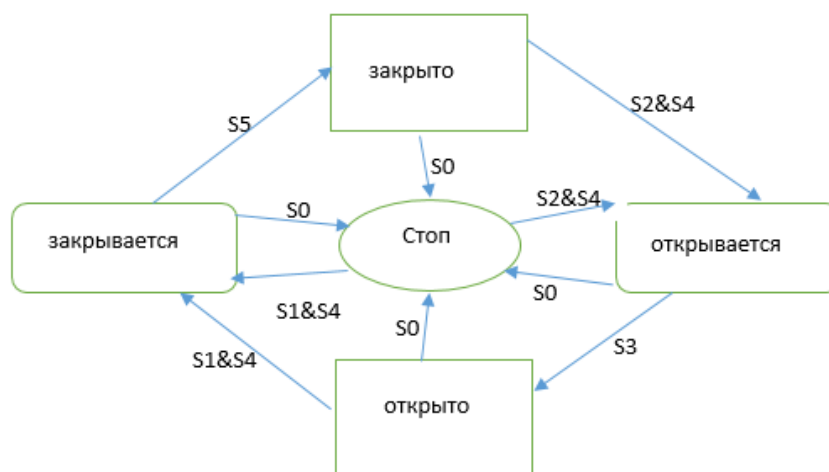 закрыто
S2&S4
S5
S0
S0
S2&S4
закрывается
Стоп
открывается
S0
S1&S4
S0
S3
S1&S4
открыто